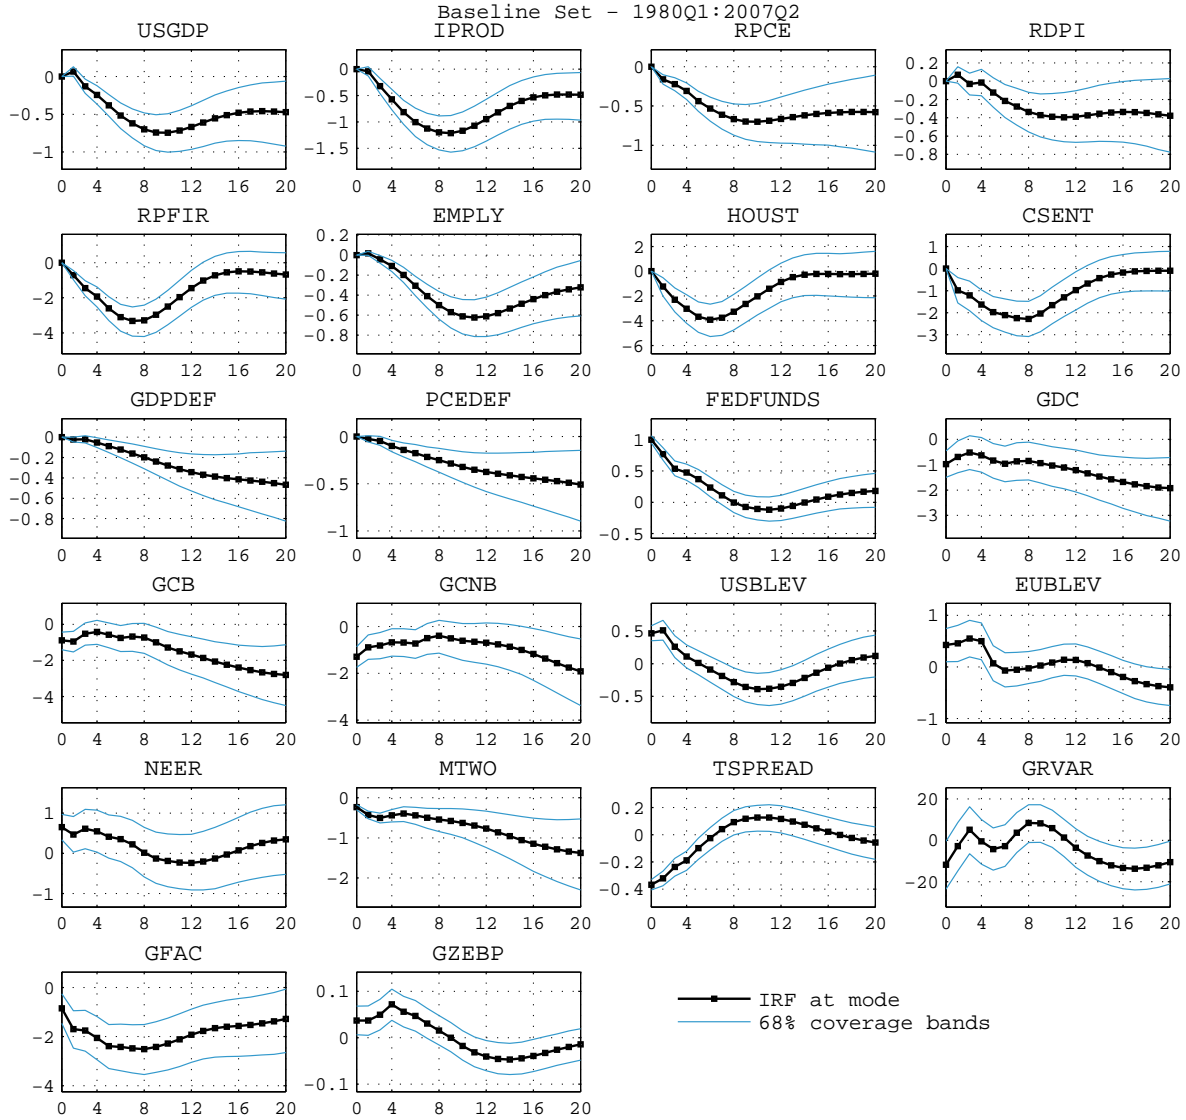 Baseline Set - 1980Q1:2007Q2
USGDP IPROD RPCE RDPI
0 −0.5 −1
0 −0.5 −1 −1.5
0 −0.5 −1
0.2 0 −0.2 −0.4 −0.6 −0.8
0 4 8 12 16 20 0 4 8 12 16 20 0 4 8 12 16 20 0 4 8 12 16 20
RPFIR EMPLY HOUST CSENT
0 −2 −4
0.2 0 −0.2 −0.4 −0.6 −0.8
2 0 −2 −4 −6
1 0 −1 −2 −3
0 4 8 12 16 20 0 4 8 12 16 20 0 4 8 12 16 20 0 4 8 12 16 20
GDPDEF PCEDEF FEDFUNDS GDC
0 −0.2 −0.4 −0.6 −0.8
0 −0.5 −1
1 0.5 0 −0.5
0 −1 −2 −3
0 4 8 12 16 20 0 4 8 12 16 20 0 4 8 12 16 20 0 4 8 12 16 20
GCB GCNB USBLEV EUBLEV
0 −2 −4
0 −2 −4
0.5 0 −0.5
1 0 −1
0 4 8 12 16 20 0 4 8 12 16 20 0 4 8 12 16 20 0 4 8 12 16 20
NEER MTWO TSPREAD GRVAR
1 0 −1
0 −1 −2
0.2 0 −0.2 −0.4
20 0 −20
0 4 8 12 16 20 0 4 8 12 16 20 0 4 8 12 16 20 0 4 8 12 16 20
GFAC GZEBP
0 −2 −4
0.1 0 −0.1
0 4 8 12 16 20 0 4 8 12 16 20
IRF at mode
68% coverage bands